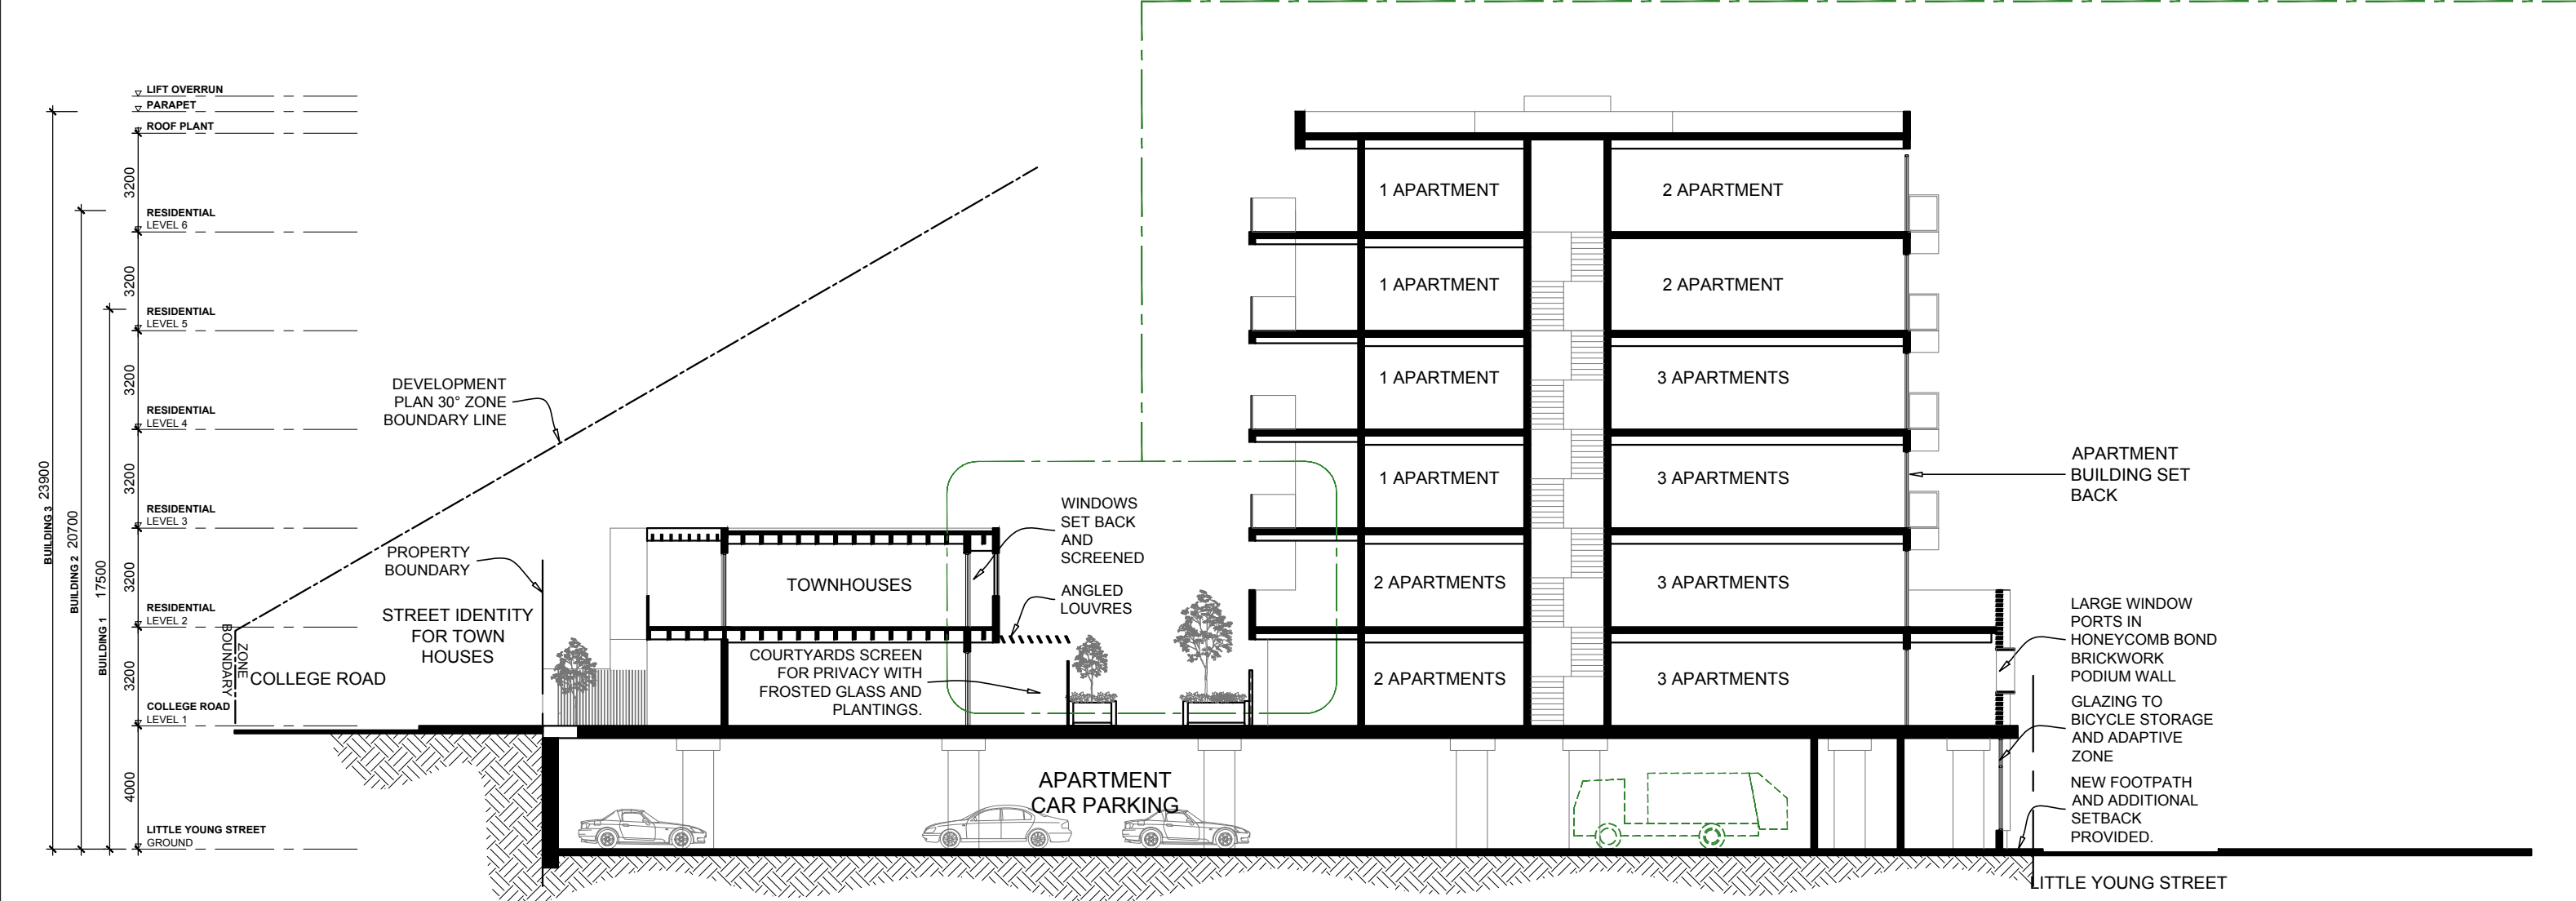 LIFT OVERRUN
PARAPET
ROOF PLANT
3200
RESIDENTIAL
LEVEL 6
3200
RESIDENTIAL
LEVEL 5
3200
RESIDENTIAL
LEVEL 4
3200
RESIDENTIAL
LEVEL 3
3200
RESIDENTIAL
LEVEL 2
3200
COLLEGE ROAD
LEVEL 1
4000
LITTLE YOUNG STREET
GROUND
BUILDING 3 23900
BUILDING 2 20700
BUILDING 1 17500
DEVELOPMENT
PLAN 30° ZONE
BOUNDARY LINE
PROPERTY
BOUNDARY
STREET IDENTITY
FOR TOWN
HOUSES
ZONE
BOUNDARY
COLLEGE ROAD
TOWNHOUSES
WINDOWS
SET BACK
AND
SCREENED
ANGLED
LOUVRES
COURTYARDS SCREEN
FOR PRIVACY WITH
FROSTED GLASS AND
PLANTINGS.
APARTMENT
CAR PARKING
1 APARTMENT
2 APARTMENT
1 APARTMENT
2 APARTMENT
1 APARTMENT
3 APARTMENTS
1 APARTMENT
3 APARTMENTS
2 APARTMENTS
3 APARTMENTS
2 APARTMENTS
3 APARTMENTS
APARTMENT
BUILDING SET
BACK
LARGE WINDOW
PORTS IN
HONEYCOMB BOND
BRICKWORK
PODIUM WALL
GLAZING TO
BICYCLE STORAGE
AND ADAPTIVE
ZONE
NEW FOOTPATH
AND ADDITIONAL
SETBACK
PROVIDED.
LITTLE YOUNG STREET